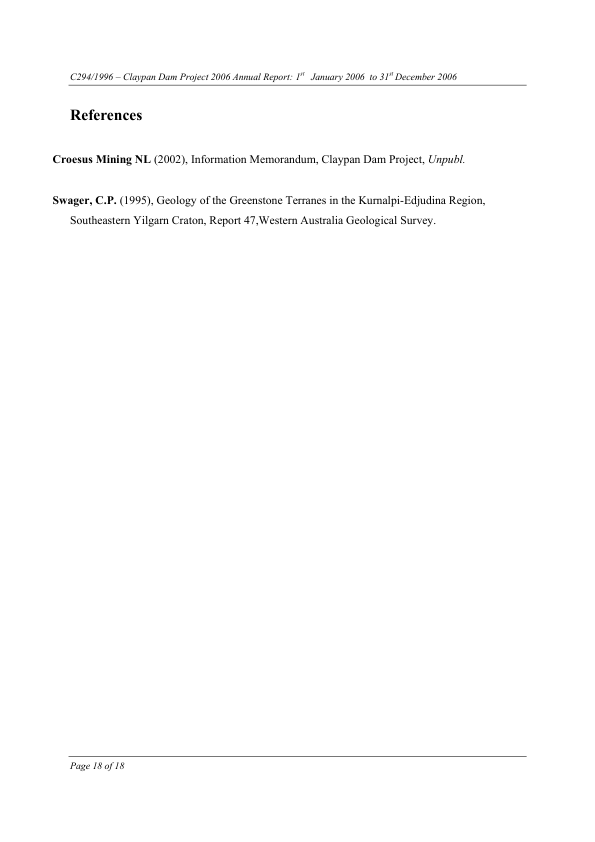 C294/1996 – Claypan Dam Project 2006 Annual Report: 1st January 2006 to 31st December 2006
References
Croesus Mining NL (2002), Information Memorandum, Claypan Dam Project, Unpubl.
Swager, C.P. (1995), Geology of the Greenstone Terranes in the Kurnalpi-Edjudina Region,
Southeastern Yilgarn Craton, Report 47,Western Australia Geological Survey.
Page 18 of 18